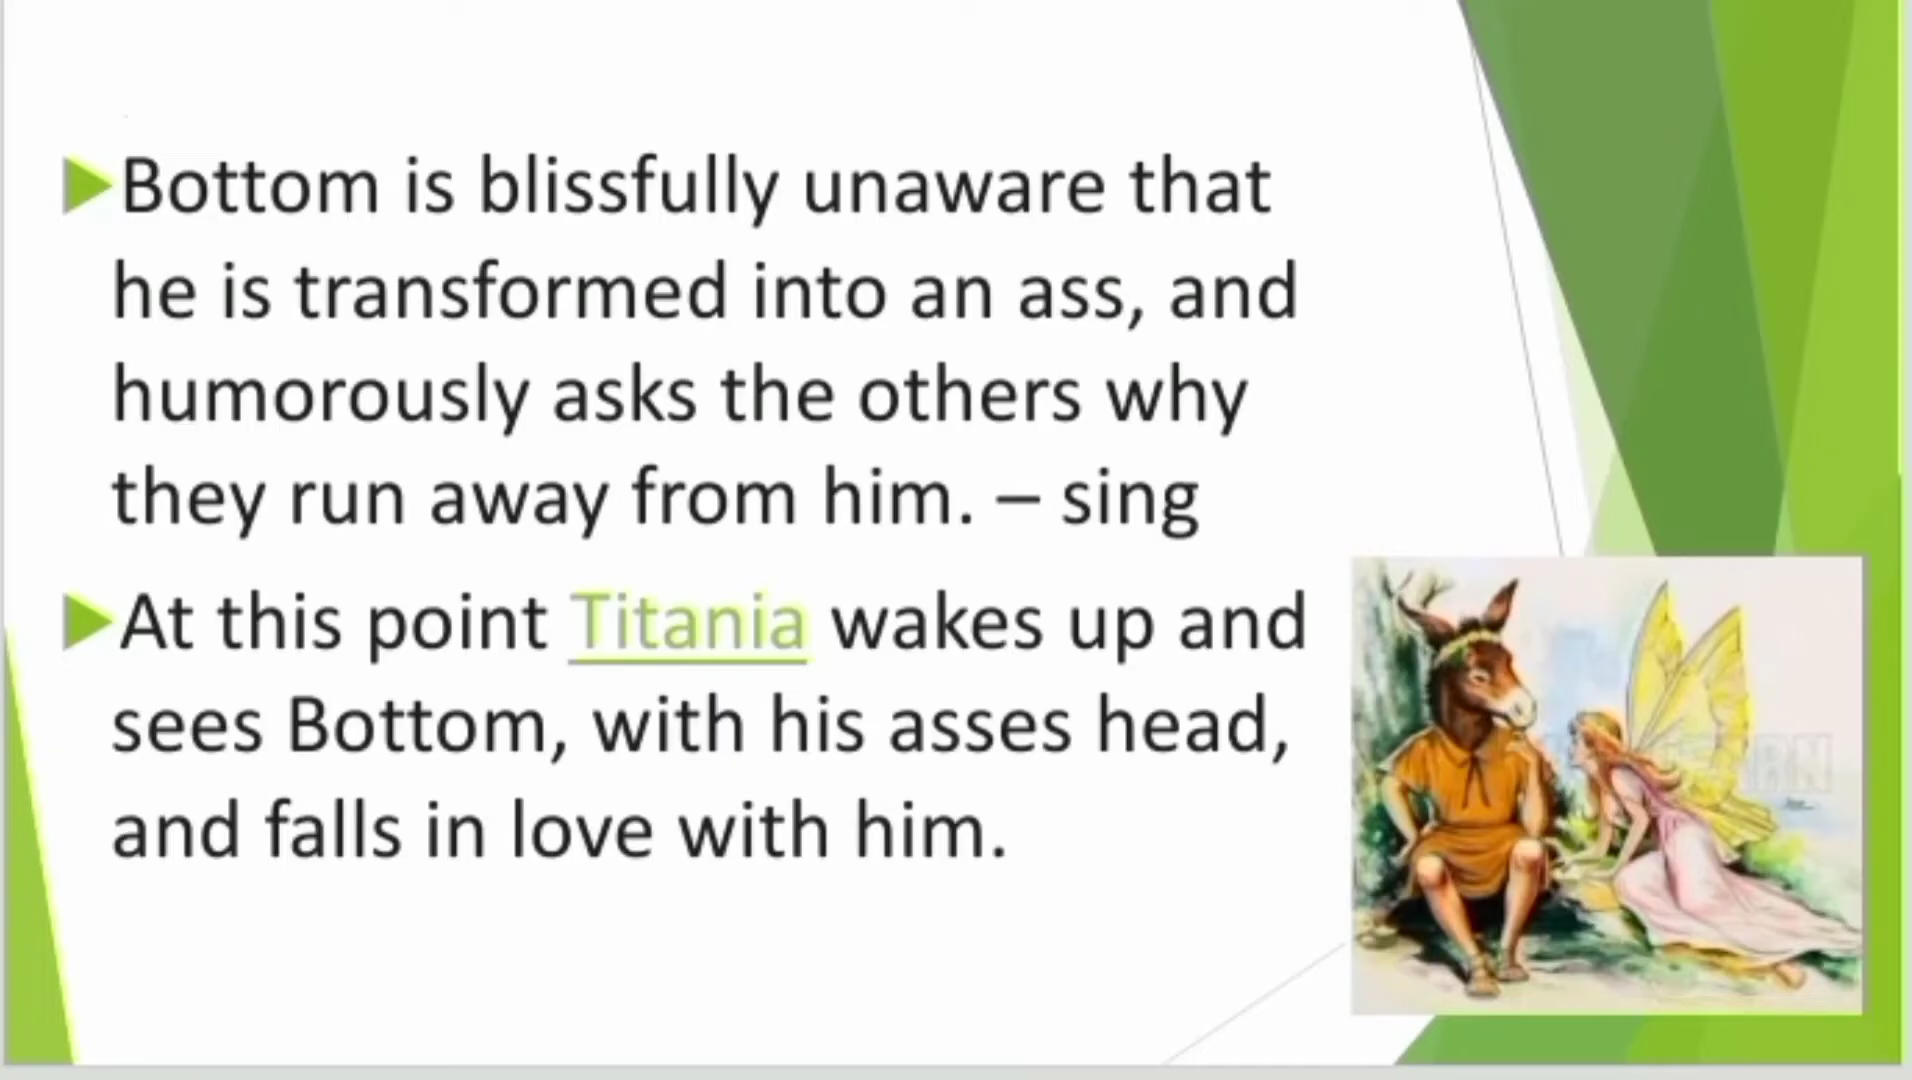 Bottom is blissfully unaware that
he is transformed into an ass, and
humorously asks the others why
they run away from him. – sing
At this point Titania wakes up and
sees Bottom, with his asses head,
and falls in love with him.